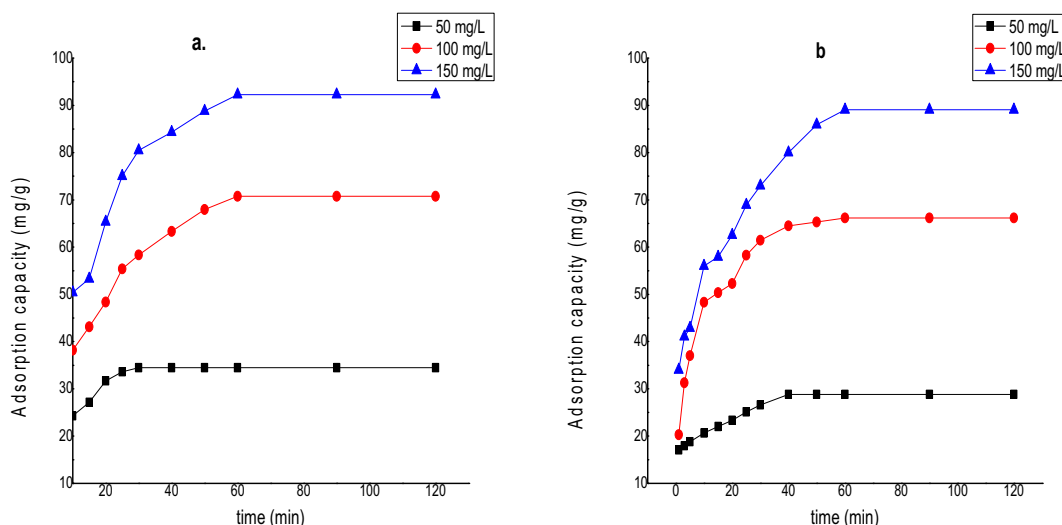 a.
50 mg/L
100 mg/L
150 mg/L
100
90
80
70
60
50
40
30
20
10
20 40 60 80 100 120
Adsorption capacity (mg/g)
time (min)
b
50 mg/L
100 mg/L
150 mg/L
100
90
80
70
60
50
40
30
20
10
0 20 40 60 80 100 120
Adsorption capacity (mg/g)
time (min)